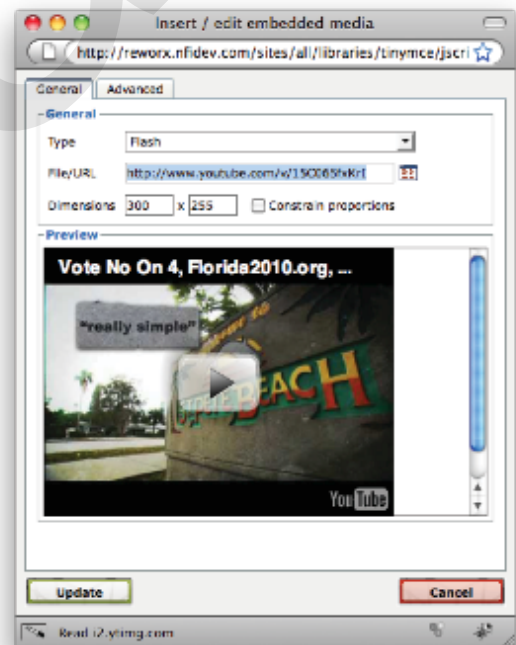 Insert / edit embedded media
http://reworx.nfidev.com/sites/all/libraries/tinymce/jscri
General Advanced
General
Type Flash
File/URL
Dimensions 300 x 255 Constrain proportions
Preview
Vote No On 4, Florida2010.org, ...
"really simple"
to
BEACH
YouTube
Update Cancel
Read i2.ytimg.com